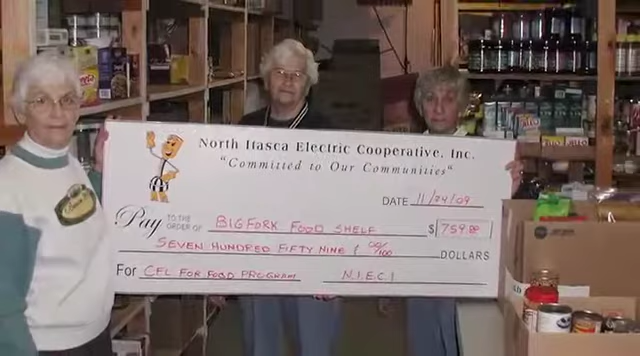 North Itasca Electric Cooperative, Inc.
"Committed to Our Communities"
DATE 11/24/09
Pay TO THE ORDER OF BIGFORK FOOD SHELF $ 759.00
SEVEN HUNDRED FIFTY NINE & 00/100 DOLLARS
For CFL FOR FOOD PROGRAM N.I.E.C.I